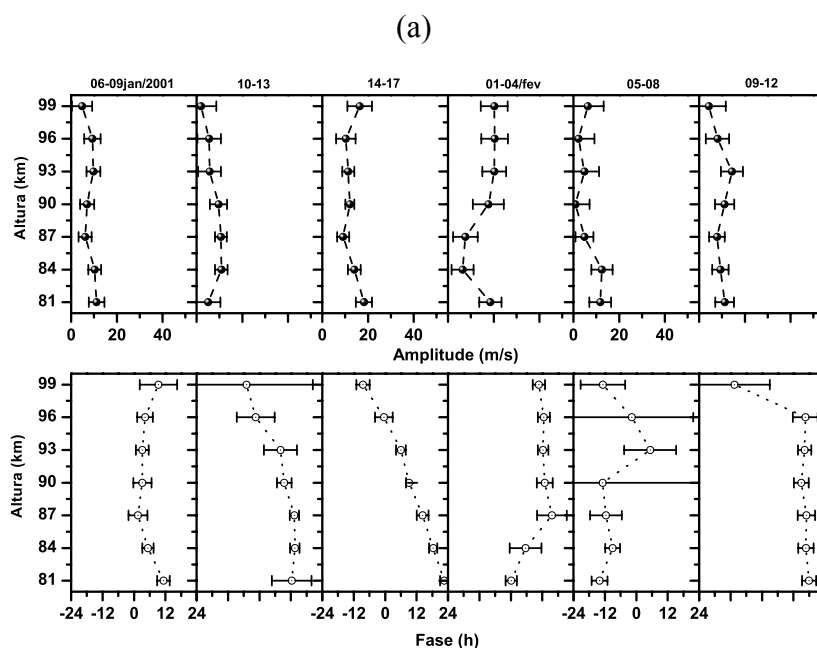 (a)
06-09jan/2001 10-13 14-17 01-04/fev 05-08 09-12
Altura (km)
99
96
93
90
87
84
81
0 20 40 0 20 40 0 20 40
Amplitude (m/s)
Altura (km)
99
96
93
90
87
84
81
-24 -12 0 12 24 -12 0 12 24 -12 0 12 24
Fase (h)